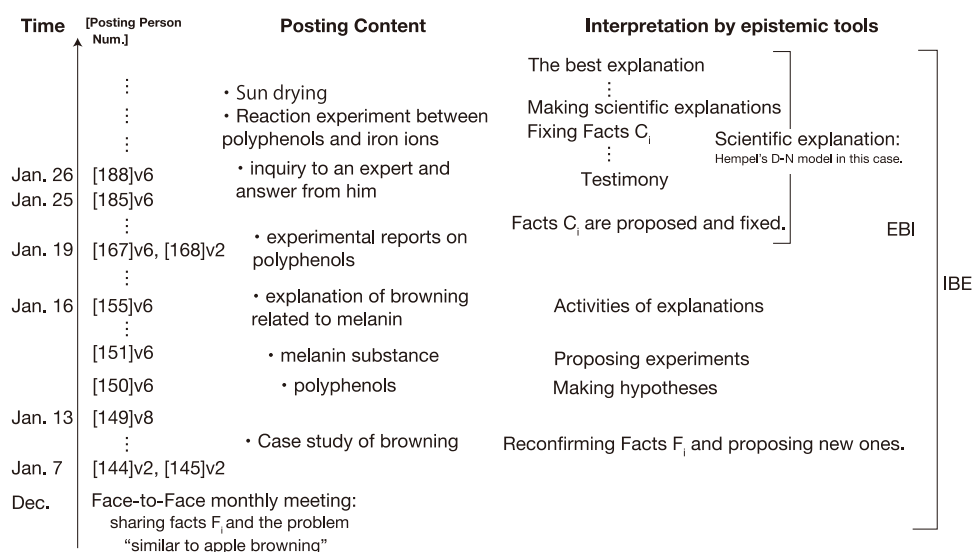 Time [Posting Person Num.] Posting Content Interpretation by epistemic tools
The best explanation
⋮ • Sun drying ⋮
• Reaction experiment between polyphenols and iron ions Making scientific explanations
Fixing Facts Ci
Scientific explanation:
Hempel's D-N model in this case.
Jan. 26 [188]v6 • inquiry to an expert and answer from him ⋮
Testimony
Jan. 25 [185]v6
⋮ Facts Ci are proposed and fixed.
EBI
Jan. 19 [167]v6, [168]v2 • experimental reports on polyphenols
⋮
IBE
Jan. 16 [155]v6 • explanation of browning related to melanin Activities of explanations
⋮
[151]v6 • melanin substance Proposing experiments
[150]v6 • polyphenols Making hypotheses
Jan. 13 [149]v8
⋮ • Case study of browning Reconfirming Facts Fi and proposing new ones.
Jan. 7 [144]v2, [145]v2
Dec. Face-to-Face monthly meeting:
sharing facts Fi and the problem
“similar to apple browning”